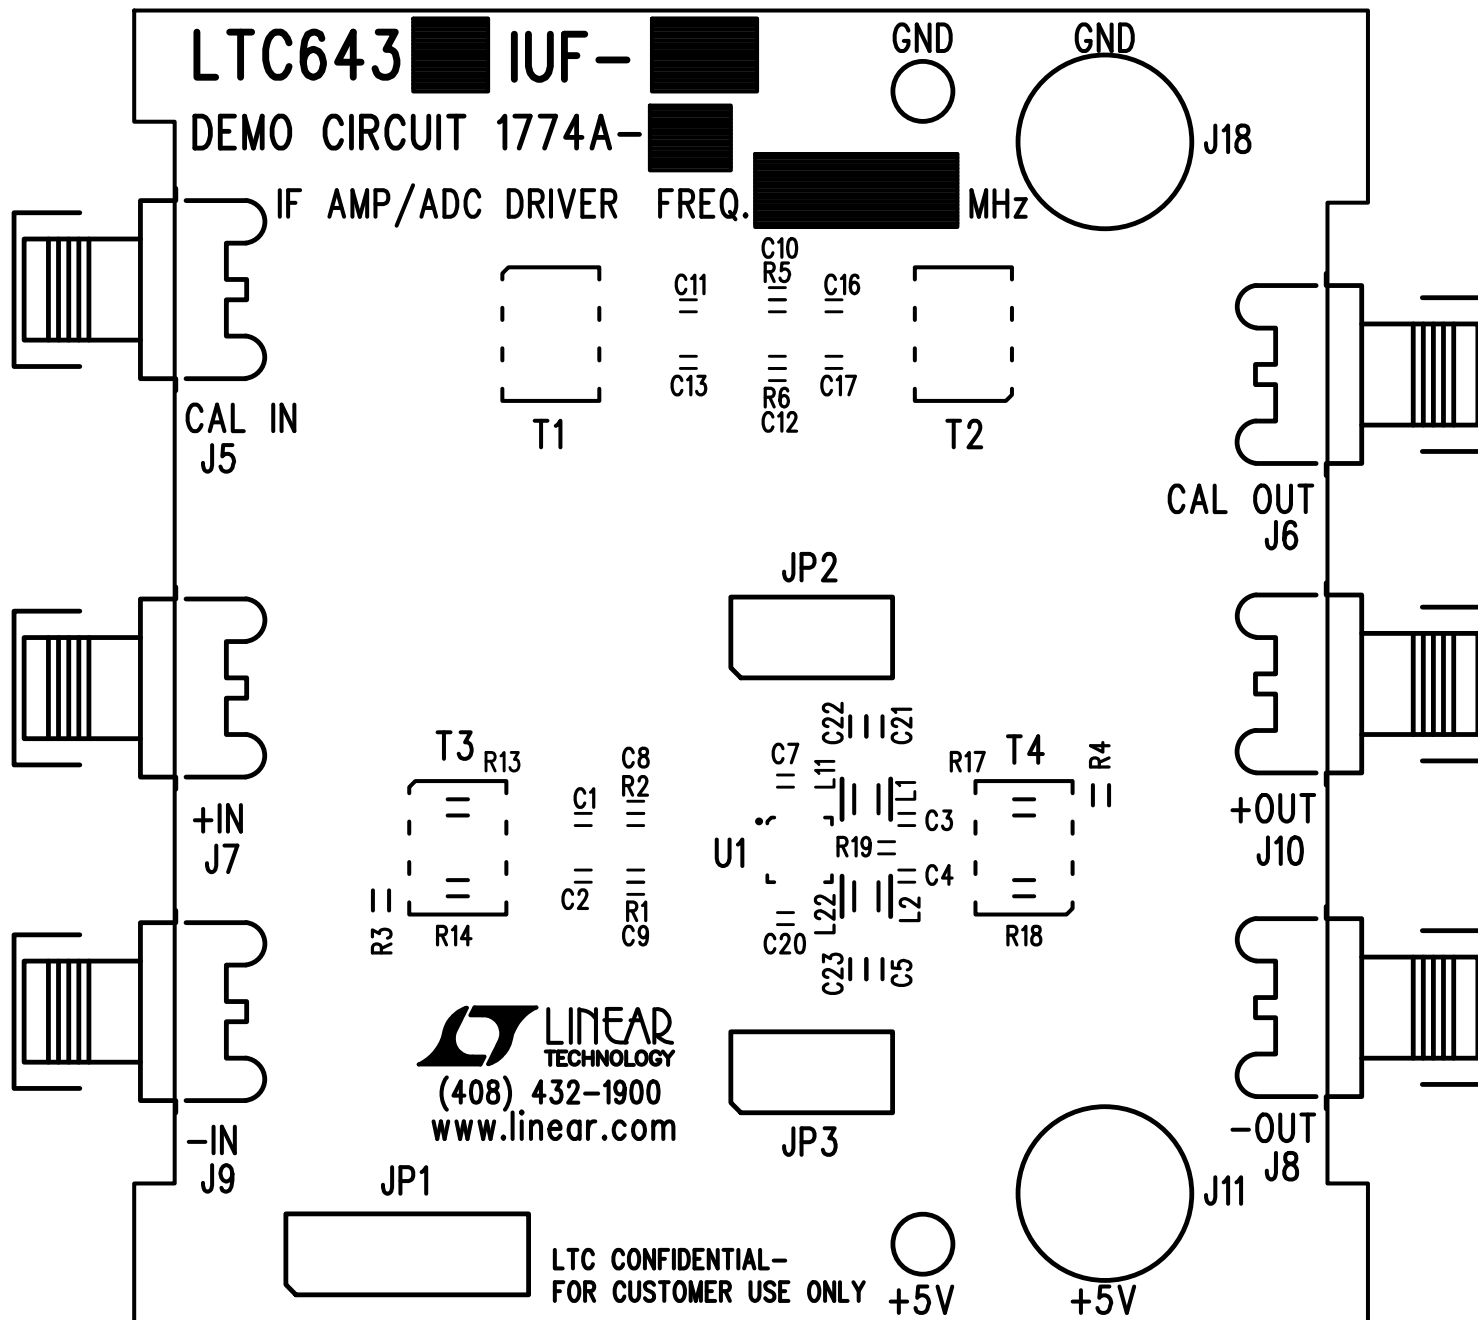 LTC643 IUF-
DEMO CIRCUIT 1774A-
IF AMP/ADC DRIVER FREQ. MHz
GND
GND
J18
C10
R5
C11
C16
C13
R6
C12
C17
T1
T2
CAL IN
J5
CAL OUT
J6
JP2
C22
C21
T3
R13
C8
R2
C1
C7
L11
L1
R17
T4
R4
C3
+IN
J7
U1
R19
+OUT
J10
C4
C2
R1
C9
R3
R14
L22
L2
C20
R18
C23
C5
LINEAR
TECHNOLOGY
(408) 432-1900
www.linear.com
JP3
-IN
J9
-OUT
J8
JP1
J11
LTC CONFIDENTIAL-
FOR CUSTOMER USE ONLY
+5V
+5V